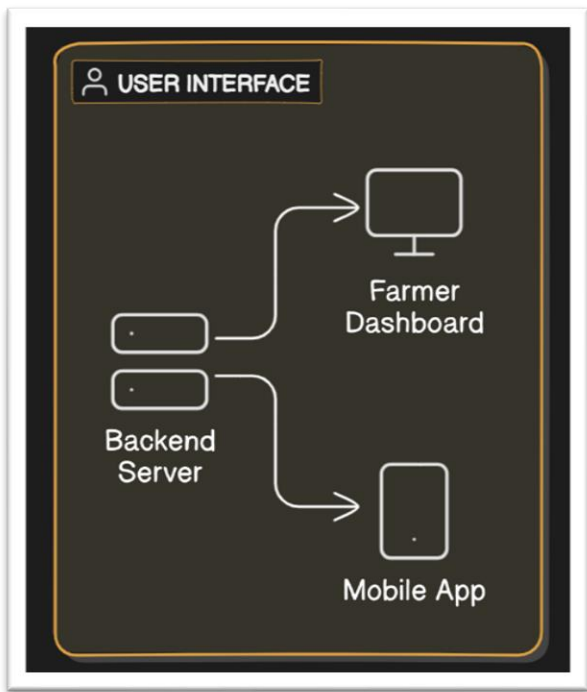 USER INTERFACE
Farmer
Dashboard
Backend
Server
Mobile App